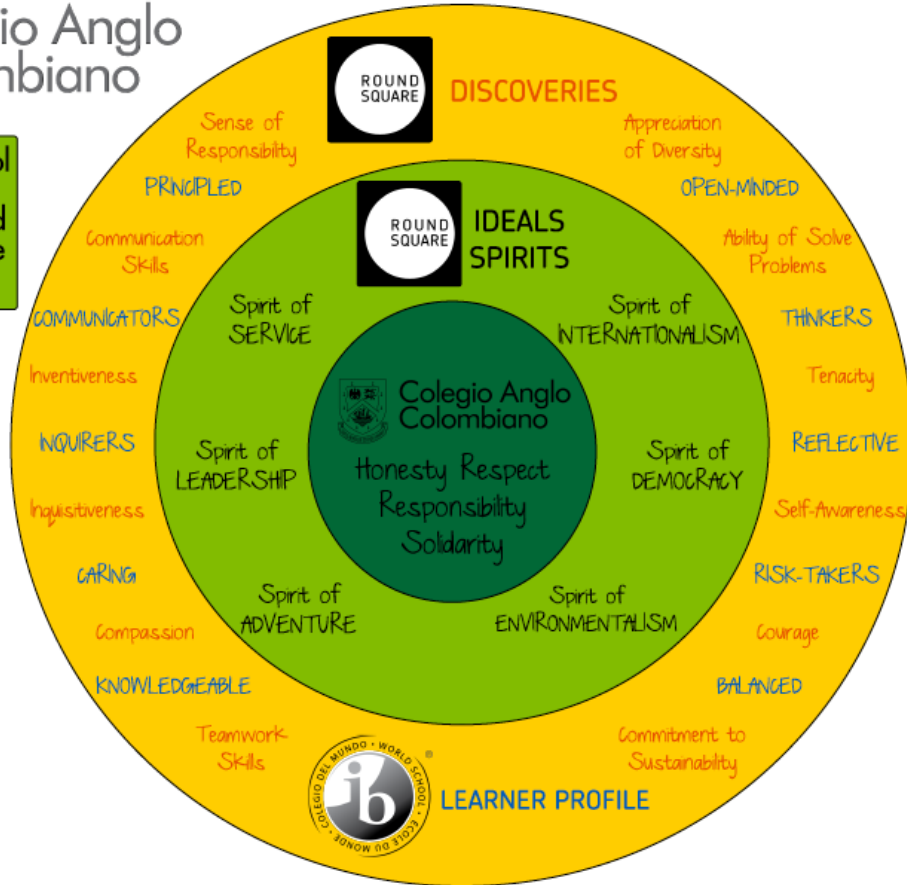 io Anglo
mbiano
ol
d
e
ROUND
SQUARE
DISCOVERIES
Sense of
Responsibility
PRINCIPLED
Communication
Skills
COMMUNICATORS
Inventiveness
INQUIRERS
Inquisitiveness
CARING
Compassion
KNOWLEDGEABLE
Teamwork
Skills
Appreciation
of Diversity
OPEN-MINDED
Ability of Solve
Problems
THINKERS
Tenacity
REFLECTIVE
Self-Awareness
RISK-TAKERS
Courage
BALANCED
Commitment to
Sustainability
ROUND
SQUARE
IDEALS
SPIRITS
Spirit of
SERVICE
Spirit of
INTERNATIONALISM
Spirit of
LEADERSHIP
Spirit of
DEMOCRACY
Spirit of
ADVENTURE
Spirit of
ENVIRONMENTALISM
Colegio Anglo
Colombiano
Honesty Respect
Responsibility
Solidarity
COLEGIO DEL MUNDO · WORLD SCHOOL · ECOLE DU MONDE ·
ib
®
LEARNER PROFILE